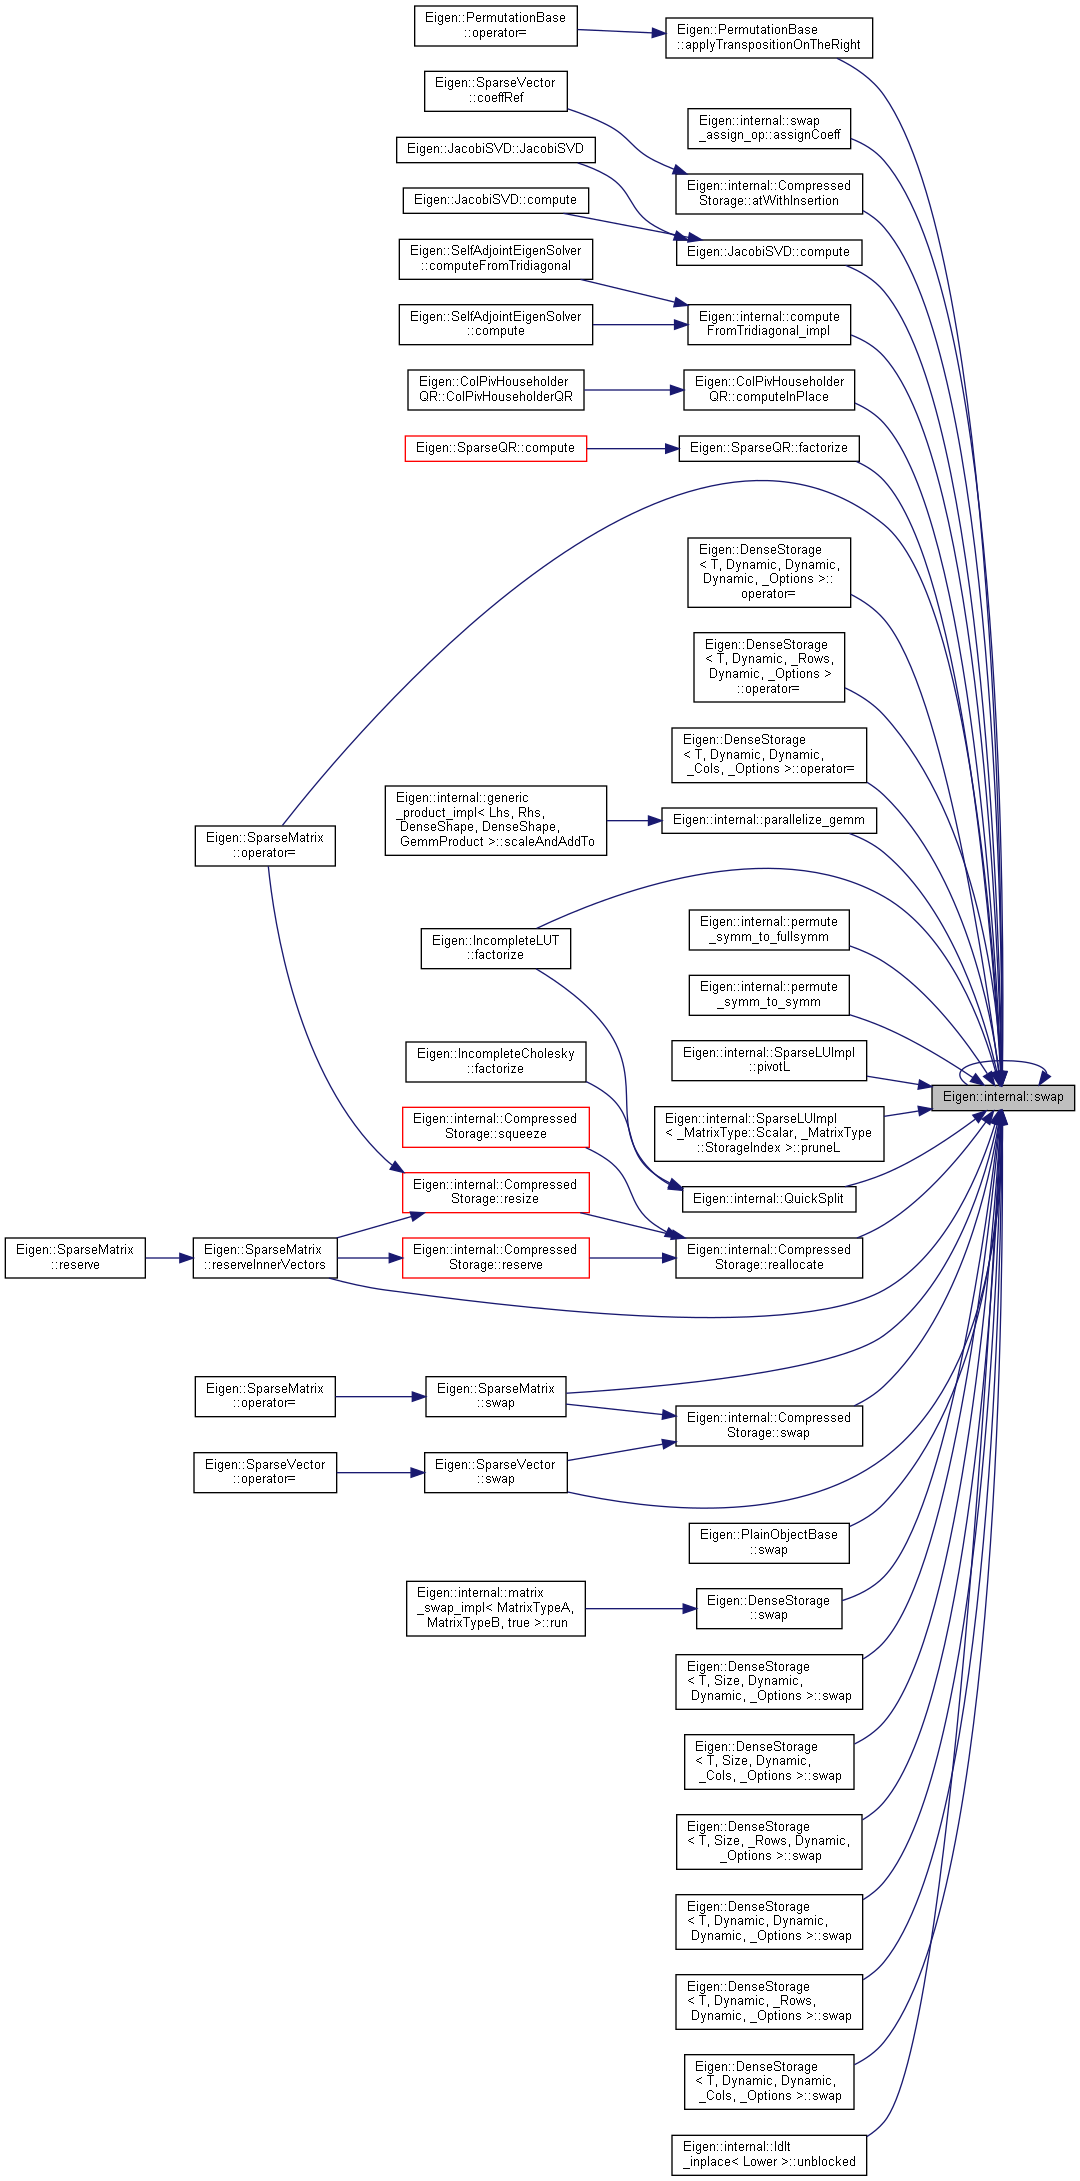 Eigen::PermutationBase
::operator=
Eigen::PermutationBase
::applyTranspositionOnTheRight
Eigen::SparseVector
::coeffRef
Eigen::internal::swap
_assign_op::assignCoeff
Eigen::JacobiSVD::JacobiSVD
Eigen::internal::Compressed
Storage::atWithInsertion
Eigen::JacobiSVD::compute
Eigen::JacobiSVD::compute
Eigen::SelfAdjointEigenSolver
::computeFromTridiagonal
Eigen::SelfAdjointEigenSolver
::compute
Eigen::internal::compute
FromTridiagonal_impl
Eigen::ColPivHouseholder
QR::ColPivHouseholderQR
Eigen::ColPivHouseholder
QR::computeInPlace
Eigen::SparseQR::compute
Eigen::SparseQR::factorize
Eigen::DenseStorage
< T, Dynamic, Dynamic,
Dynamic, _Options >::
operator=
Eigen::DenseStorage
< T, Dynamic, _Rows,
Dynamic, _Options >
::operator=
Eigen::DenseStorage
< T, Dynamic, Dynamic,
_Cols, _Options >::operator=
Eigen::internal::generic
_product_impl< Lhs, Rhs,
DenseShape, DenseShape,
GemmProduct >::scaleAndAddTo
Eigen::internal::parallelize_gemm
Eigen::SparseMatrix
::operator=
Eigen::IncompleteLUT
::factorize
Eigen::internal::permute
_symm_to_fullsymm
Eigen::internal::permute
_symm_to_symm
Eigen::IncompleteCholesky
::factorize
Eigen::internal::SparseLUImpl
::pivotL
Eigen::internal::swap
Eigen::internal::Compressed
Storage::squeeze
Eigen::internal::SparseLUImpl
< _MatrixType::Scalar, _MatrixType
::StorageIndex >::pruneL
Eigen::internal::Compressed
Storage::resize
Eigen::internal::QuickSplit
Eigen::SparseMatrix
::reserve
Eigen::SparseMatrix
::reserveInnerVectors
Eigen::internal::Compressed
Storage::reserve
Eigen::internal::Compressed
Storage::reallocate
Eigen::SparseMatrix
::operator=
Eigen::SparseMatrix
::swap
Eigen::internal::Compressed
Storage::swap
Eigen::SparseVector
::operator=
Eigen::SparseVector
::swap
Eigen::PlainObjectBase
::swap
Eigen::internal::matrix
_swap_impl< MatrixTypeA,
MatrixTypeB, true >::run
Eigen::DenseStorage
::swap
Eigen::DenseStorage
< T, Size, Dynamic,
Dynamic, _Options >::swap
Eigen::DenseStorage
< T, Size, Dynamic,
_Cols, _Options >::swap
Eigen::DenseStorage
< T, Size, _Rows, Dynamic,
_Options >::swap
Eigen::DenseStorage
< T, Dynamic, Dynamic,
Dynamic, _Options >::swap
Eigen::DenseStorage
< T, Dynamic, _Rows,
Dynamic, _Options >::swap
Eigen::DenseStorage
< T, Dynamic, Dynamic,
_Cols, _Options >::swap
Eigen::internal::ldlt
_inplace< Lower >::unblocked